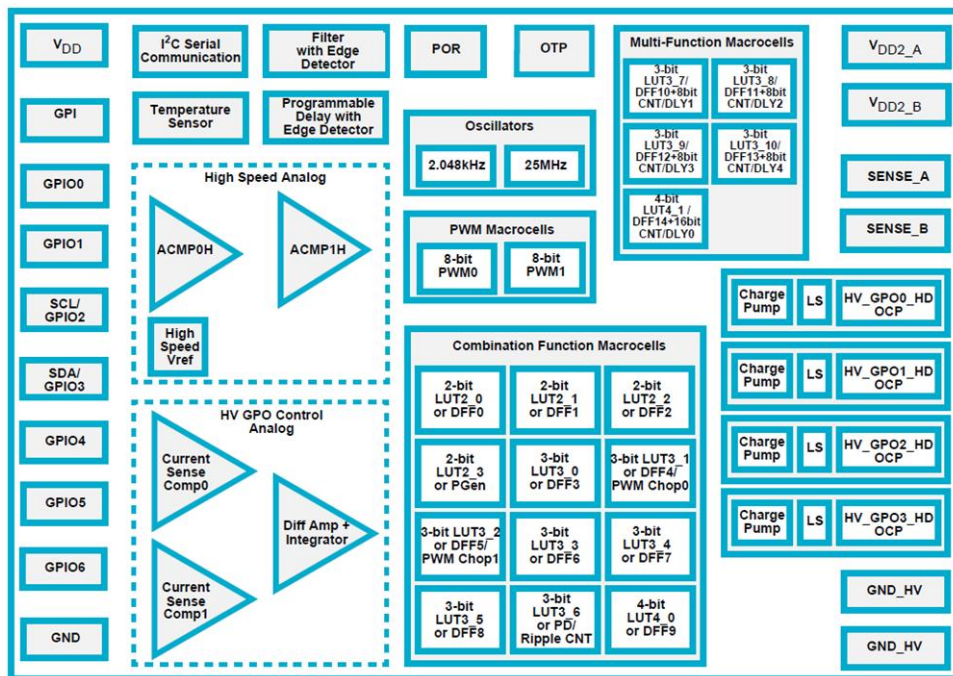 VDD
GPI
GPIO0
GPIO1
SCL/
GPIO2
SDA/
GPIO3
GPIO4
GPIO5
GPIO6
GND
I²C Serial
Communication
Filter
with Edge
Detector
Temperature
Sensor
Programmable
Delay with
Edge Detector
High Speed Analog
ACMP0H
ACMP1H
High
Speed
Vref
HV GPO Control
Analog
Current
Sense
Comp0
Diff Amp +
Integrator
Current
Sense
Comp1
POR
OTP
Oscillators
2.048kHz
25MHz
PWM Macrocells
8-bit
PWM0
8-bit
PWM1
Combination Function Macrocells
2-bit
LUT2_0
or DFF0
2-bit
LUT2_1
or DFF1
2-bit
LUT2_2
or DFF2
2-bit
LUT2_3
or PGen
3-bit
LUT3_0
or DFF3
3-bit LUT3_1
or DFF4/
PWM Chop0
3-bit LUT3_2
or DFF5/
PWM Chop1
3-bit
LUT3_3
or DFF6
3-bit
LUT3_4
or DFF7
3-bit
LUT3_5
or DFF8
3-bit
LUT3_6
or PD/
Ripple CNT
4-bit
LUT4_0
or DFF9
Multi-Function Macrocells
3-bit
LUT3_7/
DFF10+8bit
CNT/DLY1
3-bit
LUT3_8/
DFF11+8bit
CNT/DLY2
3-bit
LUT3_9/
DFF12+8bit
CNT/DLY3
3-bit
LUT3_10/
DFF13+8bit
CNT/DLY4
4-bit
LUT4_1 /
DFF14+16bit
CNT/DLY0
VDD2_A
VDD2_B
SENSE_A
SENSE_B
Charge
Pump
LS
HV_GPO0_HD
OCP
Charge
Pump
LS
HV_GPO1_HD
OCP
Charge
Pump
LS
HV_GPO2_HD
OCP
Charge
Pump
LS
HV_GPO3_HD
OCP
GND_HV
GND_HV